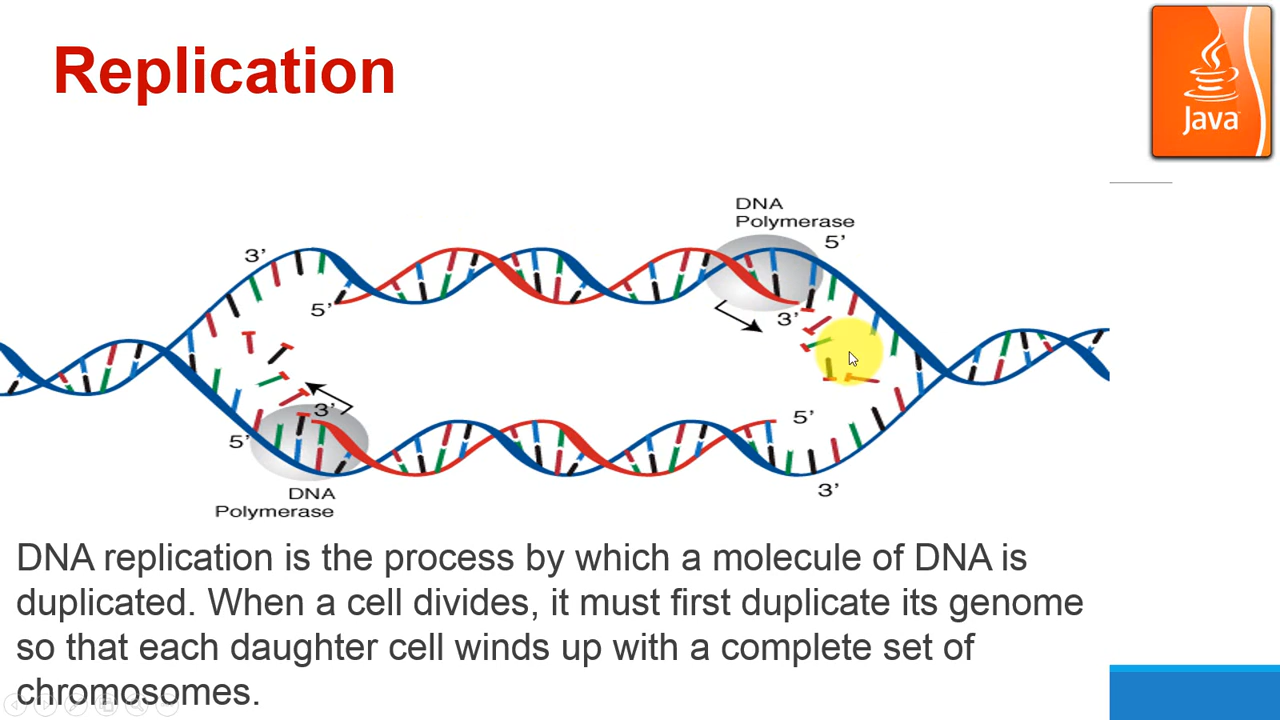 Replication
Java
DNA
Polymerase
5’
3’
5’
3’
3’
5’
5’
3’
DNA
Polymerase
DNA replication is the process by which a molecule of DNA is
duplicated. When a cell divides, it must first duplicate its genome
so that each daughter cell winds up with a complete set of
chromosomes.